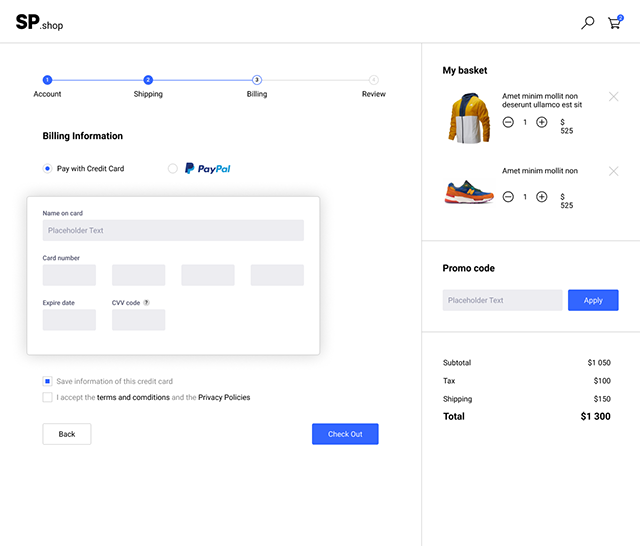 SP.shop
2
1
2
3
4
Account
Shipping
Billing
Review
Billing Information
Pay with Credit Card
PayPal
Name on card
Placeholder Text
Card number
Expire date
CVV code ?
Save information of this credit card
I accept the terms and comditions and the Privacy Policies
Back
Check Out
My basket
Amet minim mollit non
deserunt ullamco est sit
1
$
525
Amet minim mollit non
1
$
525
Promo code
Placeholder Text
Apply
Subtotal
$1 050
Tax
$100
Shipping
$150
Total
$1 300